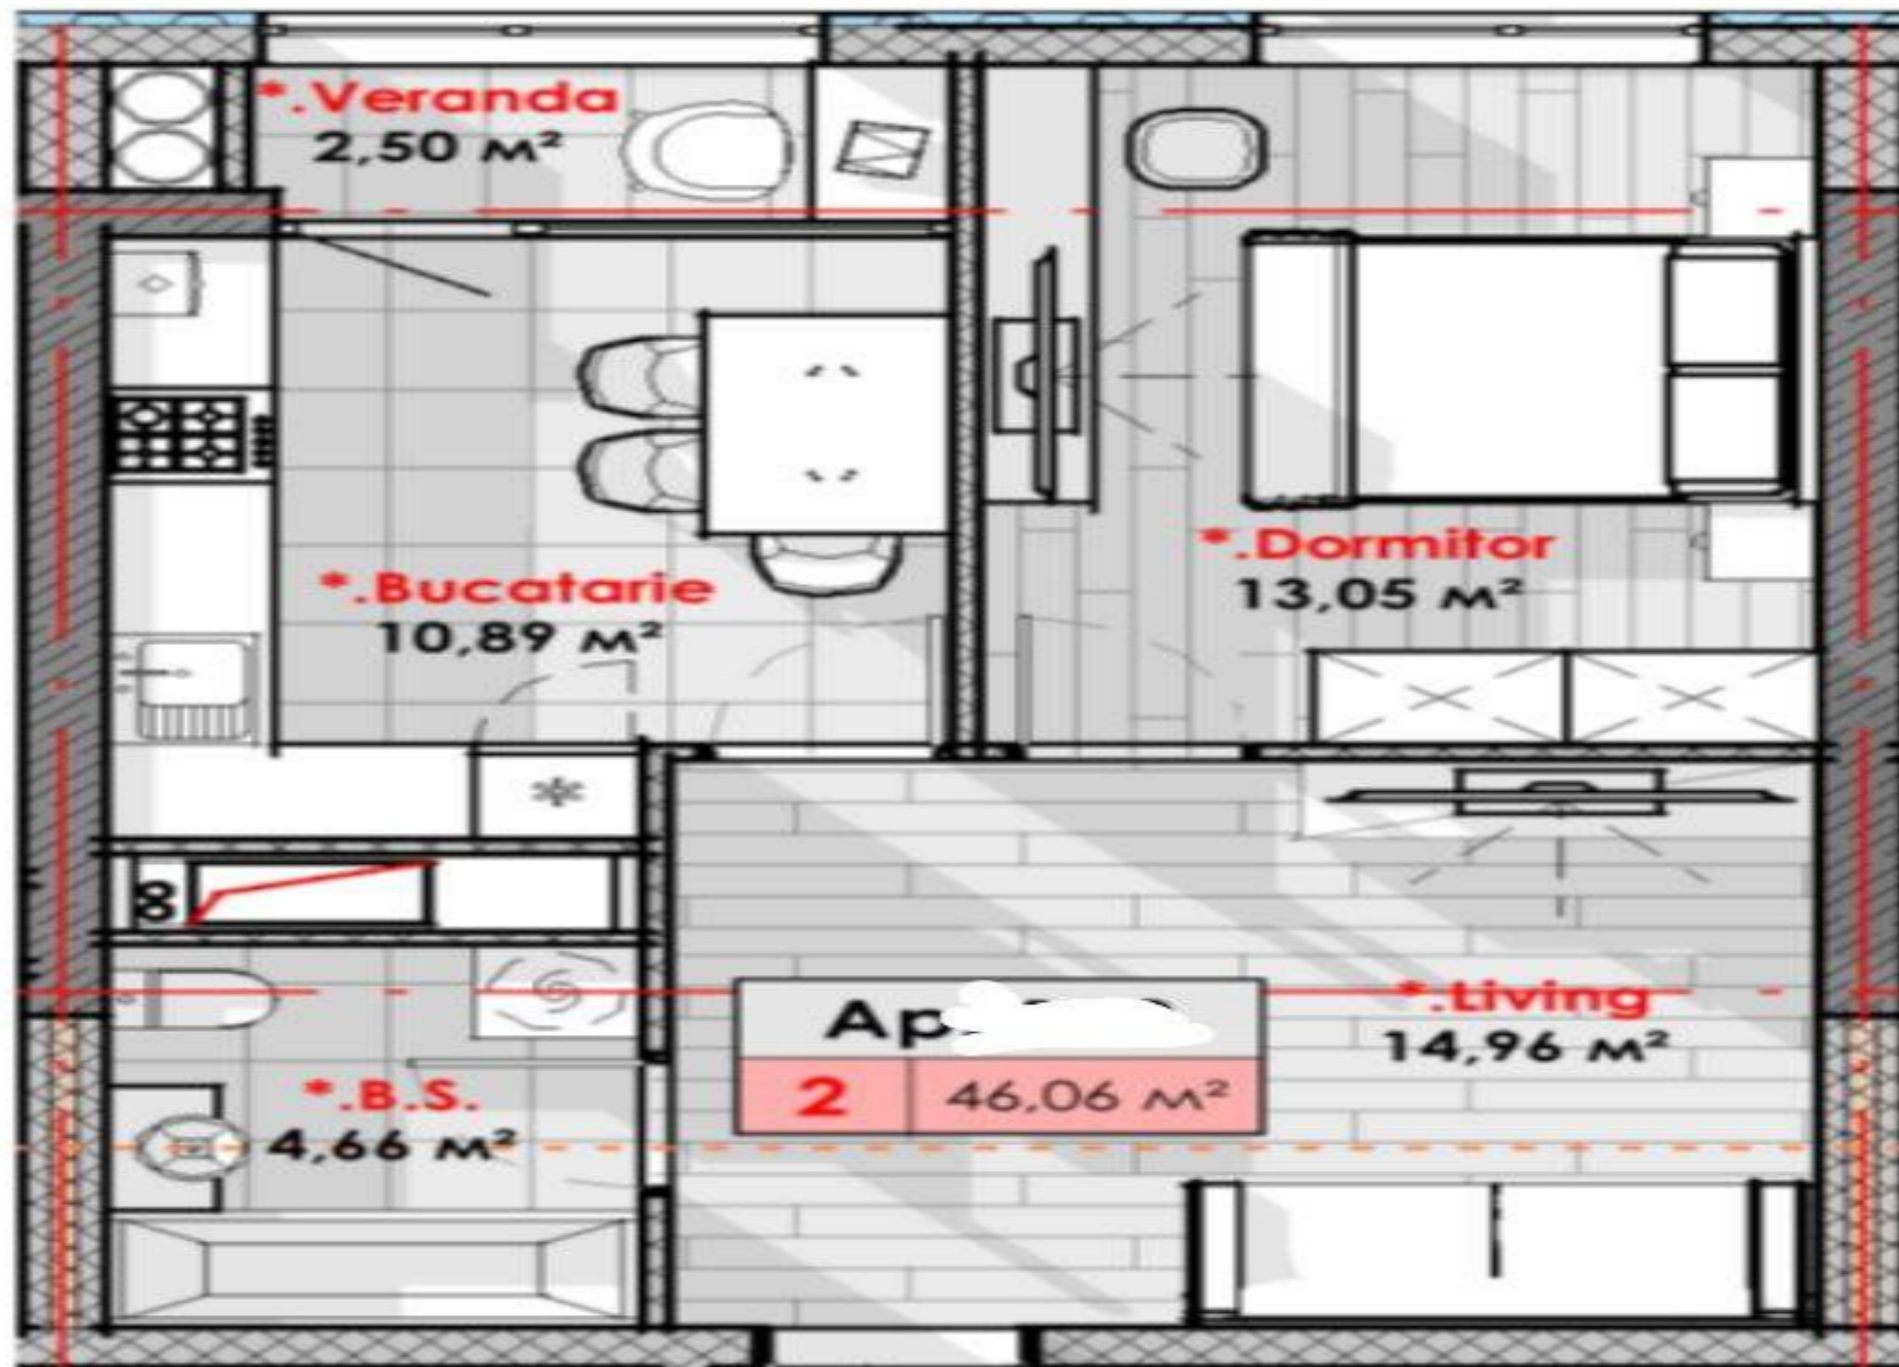 *.Veranda
2,50 м²
*.Dormitor
13,05 м²
*.Bucatarie
10,89 м²
*.Living
14,96 м²
Ap.
2 46,06 м²
*.B.S.
4,66 м²